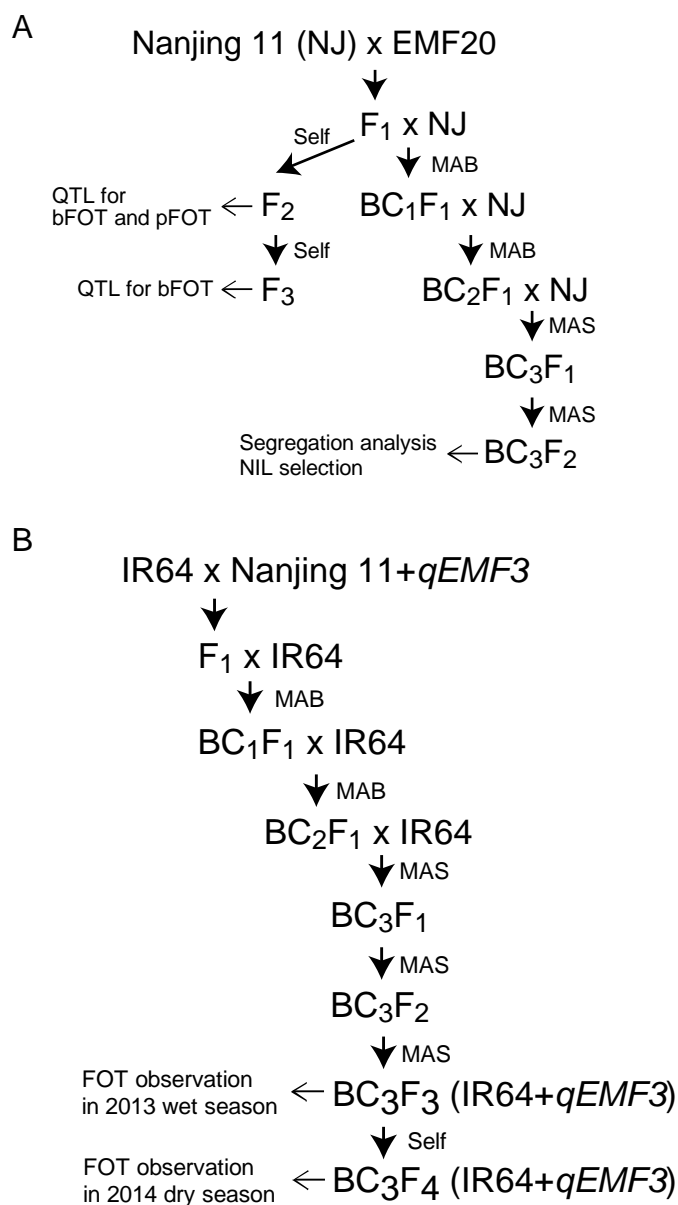 A
Nanjing 11 (NJ) x EMF20
F1 x NJ
Self
MAB
QTL for
bFOT and pFOT
F2
BC1F1 x NJ
Self
MAB
QTL for bFOT
F3
BC2F1 x NJ
MAS
BC3F1
MAS
Segregation analysis
NIL selection
BC3F2
B
IR64 x Nanjing 11+qEMF3
F1 x IR64
MAB
BC1F1 x IR64
MAB
BC2F1 x IR64
MAS
BC3F1
MAS
BC3F2
MAS
FOT observation
in 2013 wet season
BC3F3 (IR64+qEMF3)
Self
FOT observation
in 2014 dry season
BC3F4 (IR64+qEMF3)